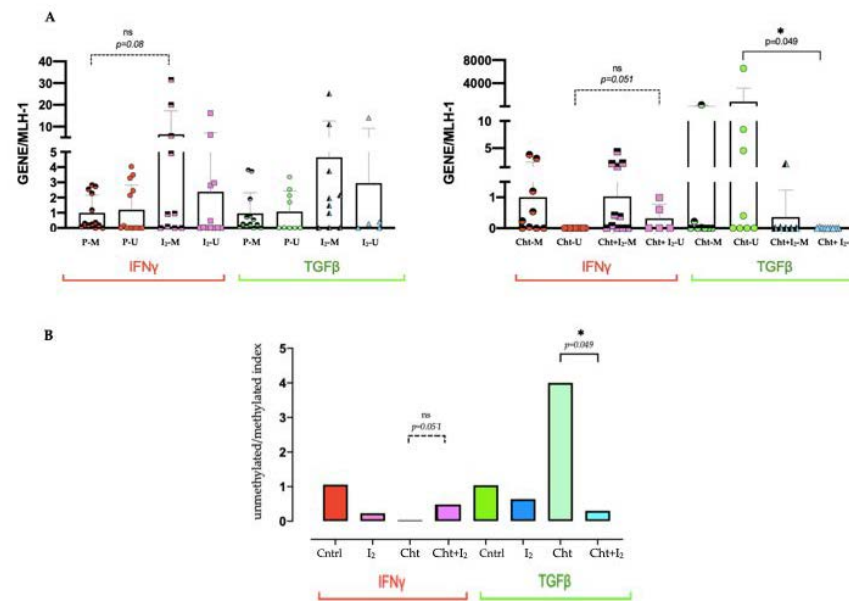 A
ns
p=0.08
GENE/MLH-1
40
30
20
10
5
4
3
2
1
0
P-M P-U I₂-M I₂-U P-M P-U I₂-M I₂-U
IFNγ TGFβ
ns
p=0.051
*
p=0.049
GENE/MLH-1
8000
4000
10
5
1
0
Cht-M Cht-U Cht+I₂-M Cht+ I₂-U Cht-M Cht-U Cht+I₂-M Cht+ I₂-
IFNγ TGFβ
B
unmethylated/methylated index
5
4
3
2
1
0
ns
p=0.051
*
p=0.049
Cntrl I₂ Cht Cht+I₂ Cntrl I₂ Cht Cht+I₂
IFNγ TGFβ